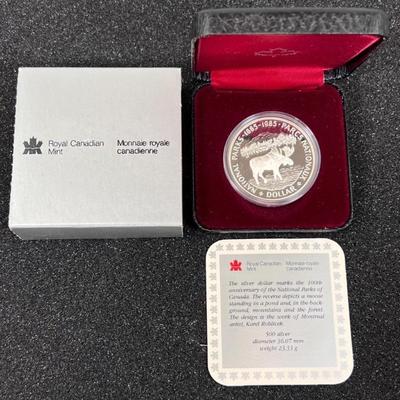 Royal Canadian Mint
Monnaie royale canadienne
NATIONAL PARKS · 1885-1985 · PARCS NATIONAUX
DOLLAR
Royal Canadian Mint
Monnaie royale canadienne
The silver dollar marks the 100th
anniversary of the National Parks of
Canada. The reverse depicts a moose
standing in a pond and, in the back
ground, mountains and the forest.
The design is the work of Montreal
artist, Karel Rohlicek.
500 silver
diameter 36.07 mm
weight 23.33 g